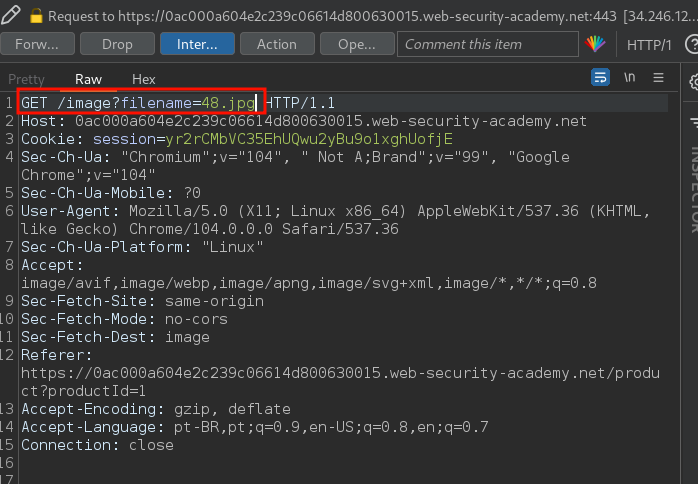 Request to https://0ac000a604e2c239c06614d800630015.web-security-academy.net:443 [34.246.12...
Forw... Drop Inter... Action Ope... Comment this item HTTP/1 ?
Pretty Raw Hex \n
1 GET /image?filename=48.jpg HTTP/1.1
2 Host: 0ac000a604e2c239c06614d800630015.web-security-academy.net
3 Cookie: session=yr2rCMbVC35EhUQwu2yBu9o1xghUofjE
4 Sec-Ch-Ua: "Chromium";v="104", " Not A;Brand";v="99", "Google
Chrome";v="104"
5 Sec-Ch-Ua-Mobile: ?0
6 User-Agent: Mozilla/5.0 (X11; Linux x86_64) AppleWebKit/537.36 (KHTML,
like Gecko) Chrome/104.0.0.0 Safari/537.36
7 Sec-Ch-Ua-Platform: "Linux"
8 Accept:
image/avif,image/webp,image/apng,image/svg+xml,image/*,*/*;q=0.8
9 Sec-Fetch-Site: same-origin
10 Sec-Fetch-Mode: no-cors
11 Sec-Fetch-Dest: image
12 Referer:
https://0ac000a604e2c239c06614d800630015.web-security-academy.net/produ
ct?productId=1
13 Accept-Encoding: gzip, deflate
14 Accept-Language: pt-BR,pt;q=0.9,en-US;q=0.8,en;q=0.7
15 Connection: close
16
17
INSPECTOR